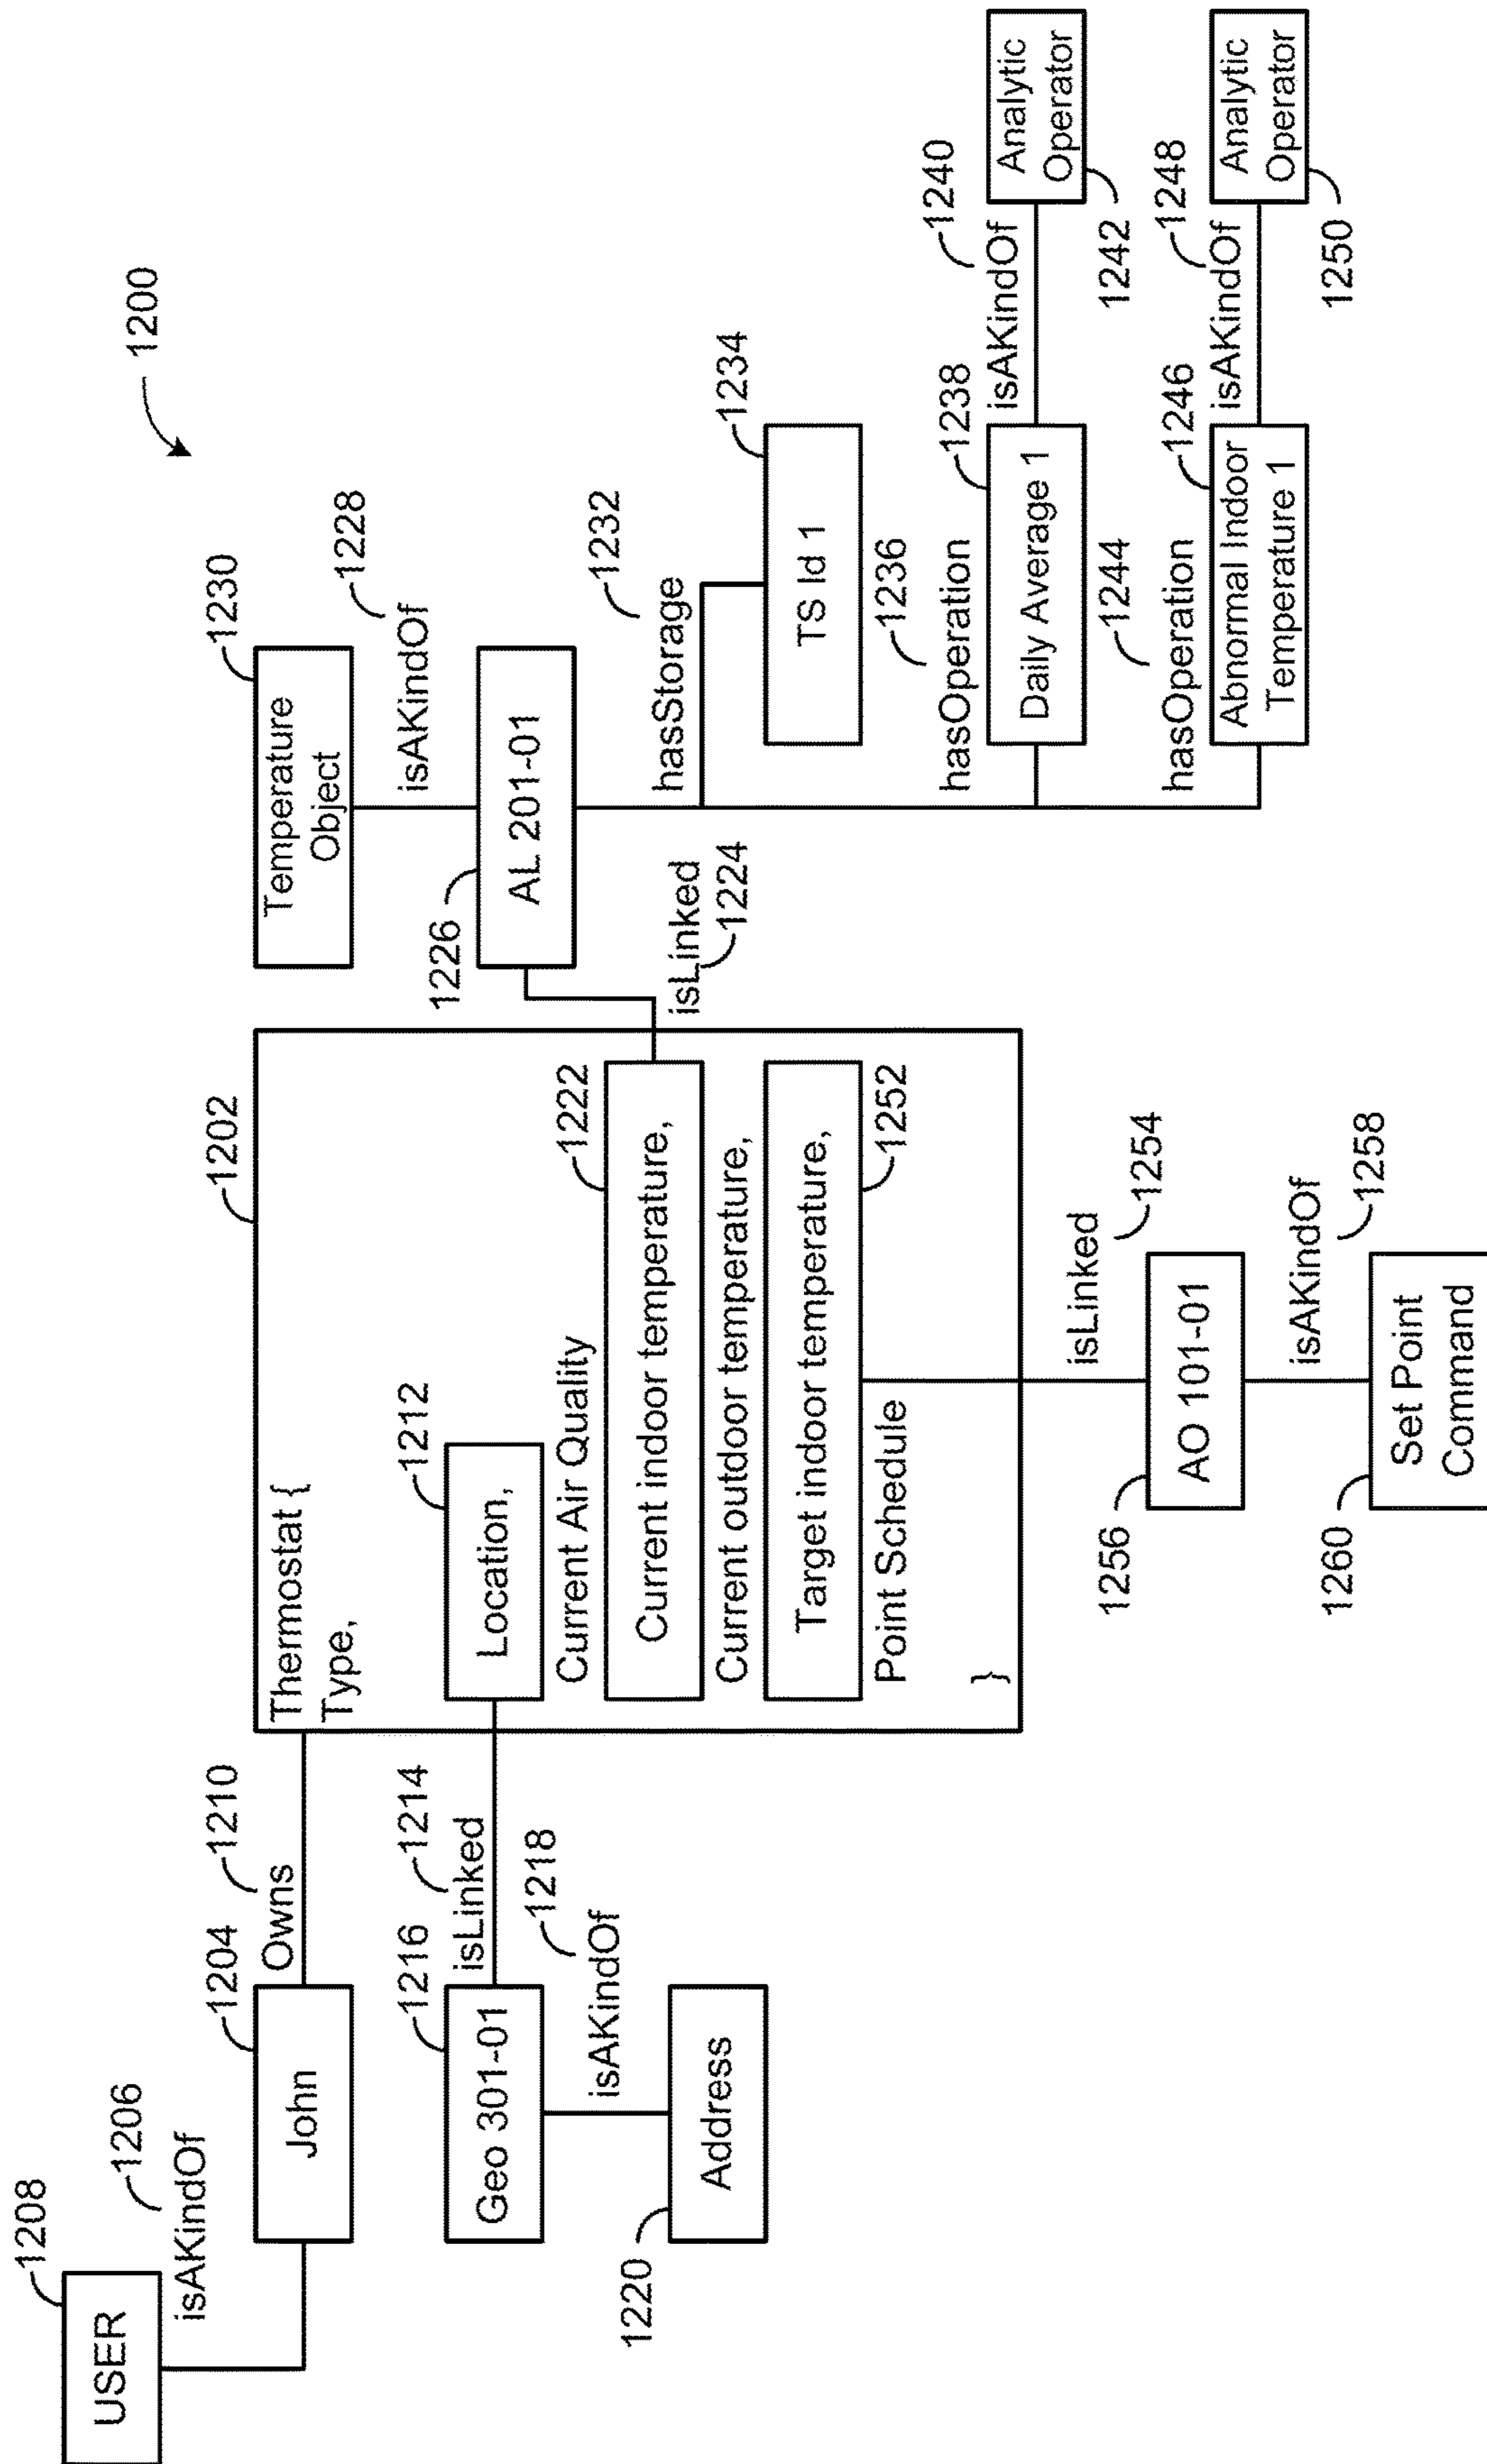 1200
1208
USER
1206
isAKindOf
1204
John
1210
Owns
1202
Thermostat {
Type,
1212
Location,
Current Air Quality
1222
Current indoor temperature,
Current outdoor temperature,
1252
Target indoor temperature,
Point Schedule
}
1216
Geo 301-01
1214
isLinked
1218
isAKindOf
1220
Address
1230
Temperature
Object
1228
isAKindOf
1226
AL 201-01
isLinked
1224
1232
hasStorage
1234
TS Id 1
1236
hasOperation
1238
Daily Average 1
1240
isAKindOf
Analytic
Operator
1242
1244
hasOperation
1246
Abnormal Indoor
Temperature 1
1248
isAKindOf
Analytic
Operator
1250
isLinked
1254
1256
AO 101-01
isAKindOf
1258
1260
Set Point
Command